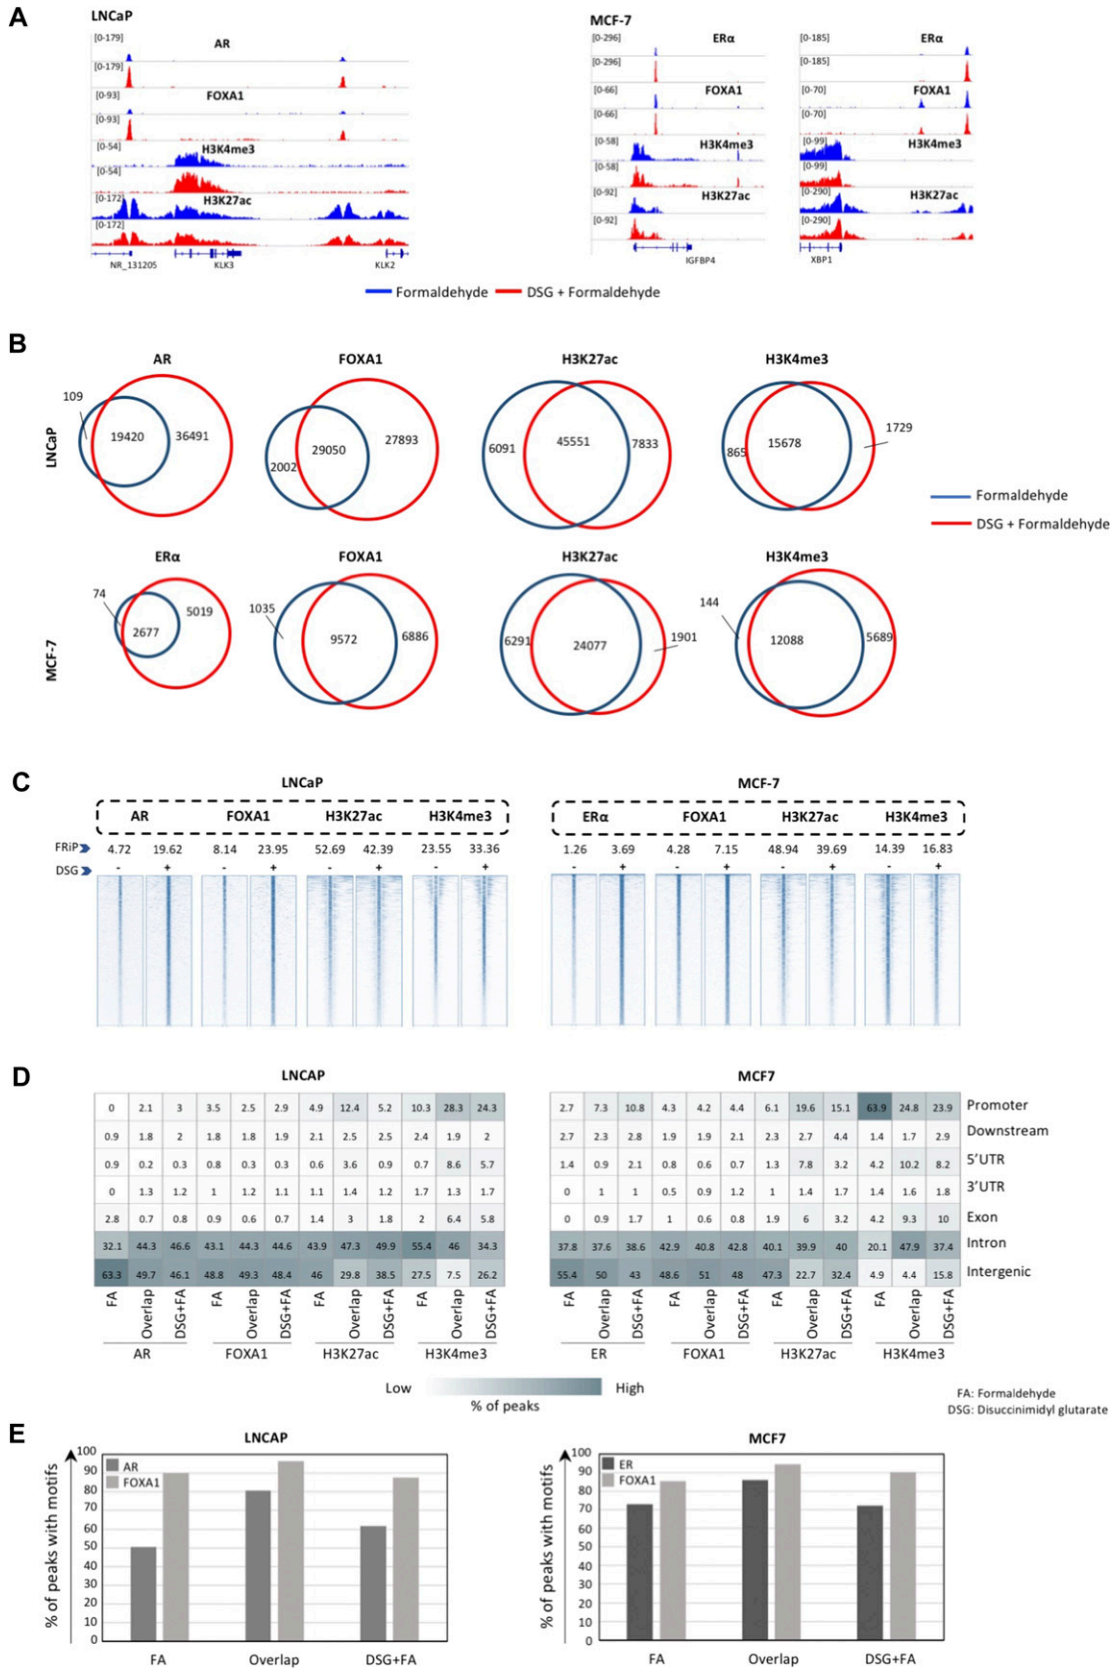 A
LNCaP
MCF-7
[0-179] AR
[0-179]
[0-93] FOXA1
[0-93]
[0-54] H3K4me3
[0-54]
[0-172] H3K27ac
[0-172]
NR_131205 KLK3 KLK2
[0-296] ERα
[0-296]
[0-66] FOXA1
[0-66]
[0-58] H3K4me3
[0-58]
[0-92] H3K27ac
[0-92]
IGFBP4
[0-185] ERα
[0-185]
[0-70] FOXA1
[0-70]
[0-99] H3K4me3
[0-99]
[0-290] H3K27ac
[0-290]
XBP1
Formaldehyde DSG + Formaldehyde
B
AR FOXA1 H3K27ac H3K4me3
LNCaP
109 19420 36491
2002 29050 27893
6091 45551 7833
865 15678 1729
Formaldehyde
DSG + Formaldehyde
ERα FOXA1 H3K27ac H3K4me3
MCF-7
74 2677 5019
1035 9572 6886
6291 24077 1901
144 12088 5689
C
LNCaP MCF-7
AR FOXA1 H3K27ac H3K4me3 ERα FOXA1 H3K27ac H3K4me3
FRiP 4.72 19.62 8.14 23.95 52.69 42.39 23.55 33.36 1.26 3.69 4.28 7.15 48.94 39.69 14.39 16.83
DSG - + - + - + - + - + - + - + - +
D
LNCAP MCF7
0 2.1 3 3.5 2.5 2.9 4.9 12.4 5.2 10.3 28.3 24.3 2.7 7.3 10.8 4.3 4.2 4.4 6.1 19.6 15.1 63.9 24.8 23.9 Promoter
0.9 1.8 2 1.8 1.8 1.9 2.1 2.5 2.5 2.4 1.9 2 2.7 2.3 2.8 1.9 1.9 2.1 2.3 2.7 4.4 1.4 1.7 2.9 Downstream
0.9 0.2 0.3 0.8 0.3 0.3 0.6 3.6 0.9 0.7 8.6 5.7 1.4 0.9 2.1 0.8 0.6 0.7 1.3 7.8 3.2 4.2 10.2 8.2 5'UTR
0 1.3 1.2 1 1.2 1.1 1.1 1.4 1.2 1.7 1.3 1.7 0 1 1 0.5 0.9 1.2 1 1.4 1.7 1.4 1.6 1.8 3'UTR
2.8 0.7 0.8 0.9 0.6 0.7 1.4 3 1.8 2 6.4 5.8 0 0.9 1.7 1 0.6 0.8 1.9 6 3.2 4.2 9.3 10 Exon
32.1 44.3 46.6 43.1 44.3 44.6 43.9 47.3 49.9 55.4 46 34.3 37.8 37.6 38.6 42.9 40.8 42.8 40.1 39.9 40 20.1 47.9 37.4 Intron
63.3 49.7 46.1 48.8 49.3 48.4 46 29.8 38.5 27.5 7.5 26.2 55.4 50 43 48.6 51 48 47.3 22.7 32.4 4.9 4.4 15.8 Intergenic
FA Overlap DSG+FA FA Overlap DSG+FA FA Overlap DSG+FA FA Overlap DSG+FA FA Overlap DSG+FA FA Overlap DSG+FA FA Overlap DSG+FA FA Overlap DSG+FA
AR FOXA1 H3K27ac H3K4me3 ER FOXA1 H3K27ac H3K4me3
Low High
% of peaks
FA: Formaldehyde
DSG: Disuccinimidyl glutarate
E
LNCAP
% of peaks with motifs
100
90
80
70
60
50
40
30
20
10
0
AR
FOXA1
FA Overlap DSG+FA
MCF7
% of peaks with motifs
100
90
80
70
60
50
40
30
20
10
0
ER
FOXA1
FA Overlap DSG+FA